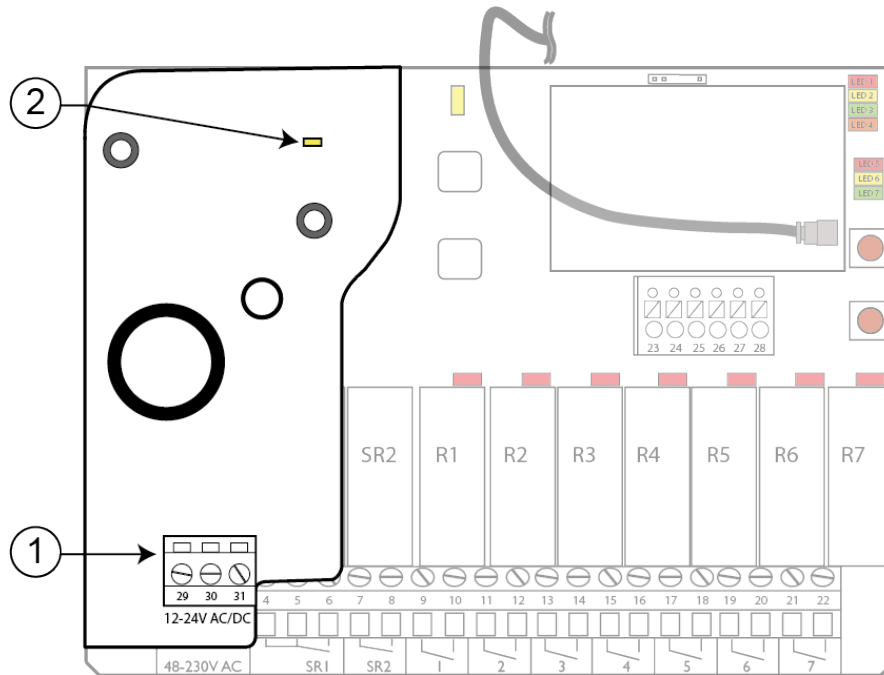 2
LED 1
LED 2
LED 3
LED 4
LED 5
LED 6
LED 7
23 24 25 26 27 28
SR2 R1 R2 R3 R4 R5 R6 R7
1
29 30 31 4 5 6 7 8 9 10 11 12 13 14 15 16 17 18 19 20 21 22
12-24V AC/DC
48-230V AC SR1 SR2 1 2 3 4 5 6 7